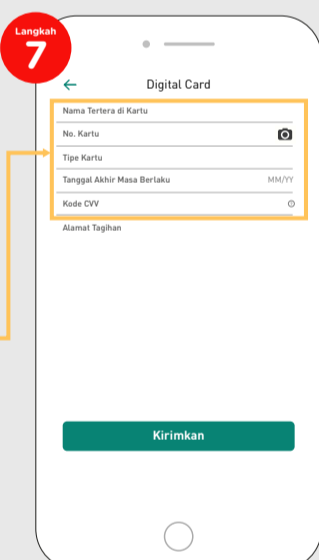 Langkah
7
Digital Card
Nama Tertera di Kartu
No. Kartu
Tipe Kartu
Tanggal Akhir Masa Berlaku MM/YY
Kode CVV
Alamat Tagihan
Kirimkan